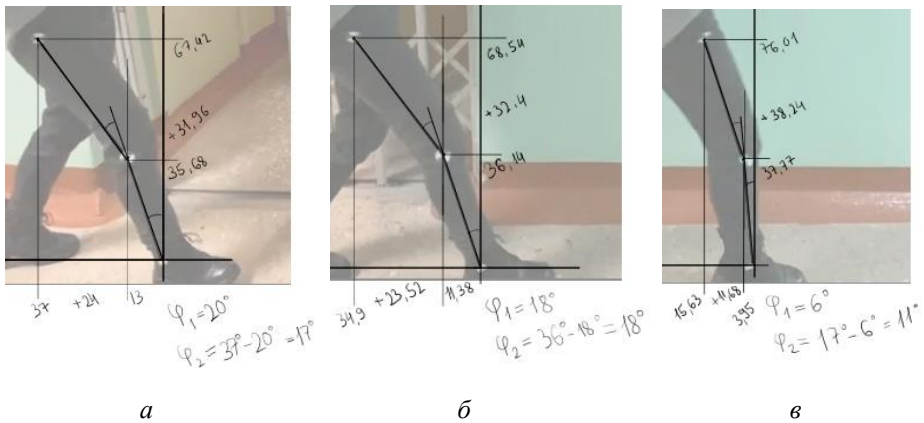 67,42
+31,96
35,68
37 +24 13
φ₁=20°
φ₂=37°-20°=17°
68,54
+32,4
36,14
34,9 +23,52 11,38
φ₁=18°
φ₂=36°-18°=18°
76,01
+38,24
37,77
15,63 +11,68 3,95
φ₁=6°
φ₂=17°-6°=11°
а б в